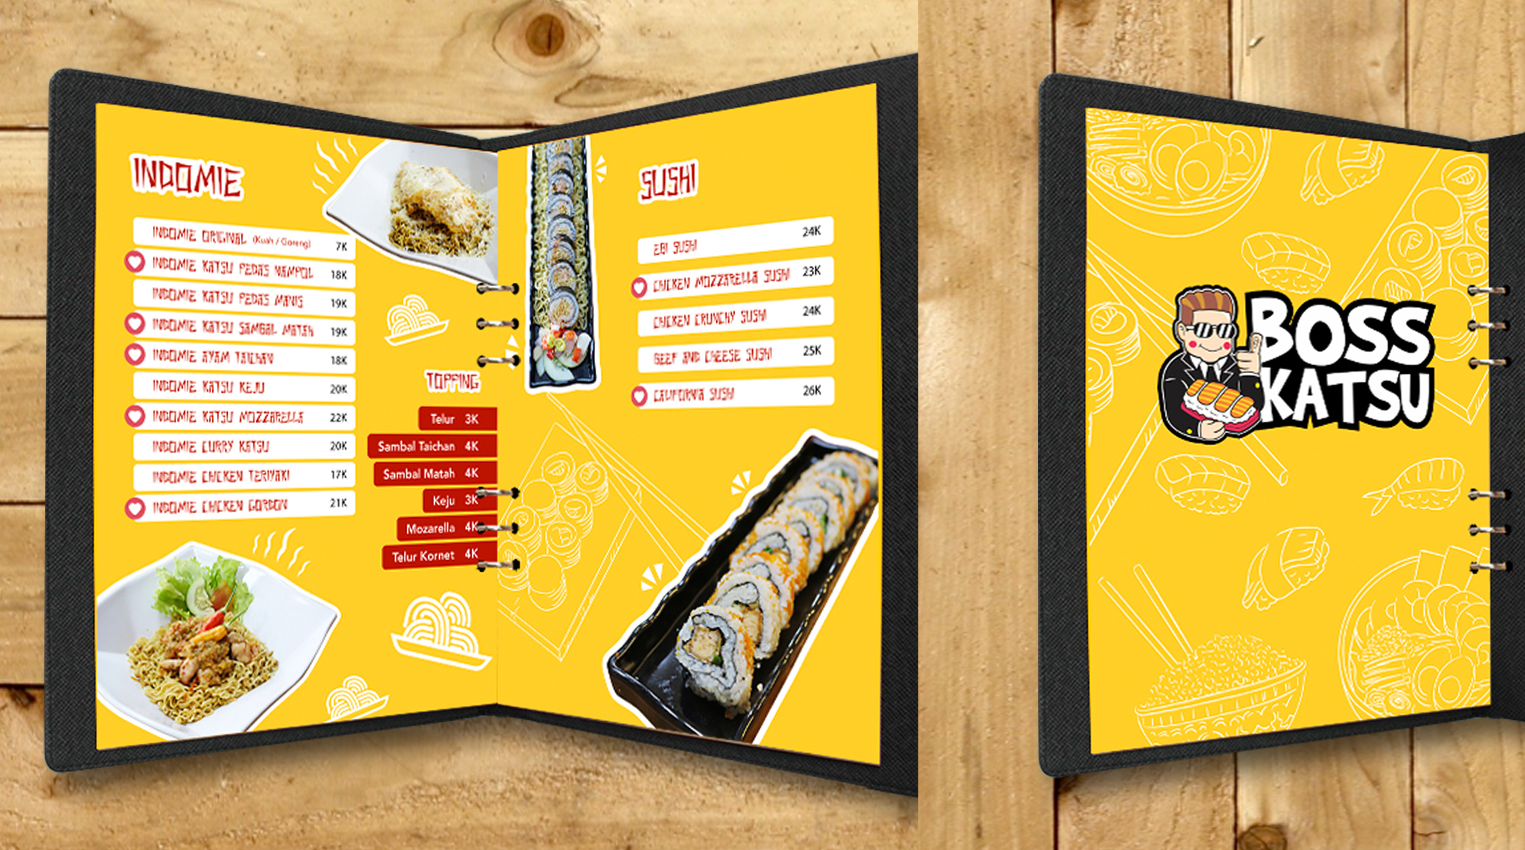 INDOMIE
INDOMIE ORIGINAL (Kuah / Goreng) 7K
INDOMIE KATSU PEDAS NAMPOL 18K
INDOMIE KATSU PEDAS MANIS 19K
INDOMIE KATSU SAMBAL MATAH 19K
INDOMIE AYAM TAICHAN 18K
INDOMIE KATSU KEJU 20K
INDOMIE KATSU MOZZARELLA 22K
INDOMIE CURRY KATSU 20K
INDOMIE CHICKEN TERIYAKI 17K
INDOMIE CHICKEN GORDON 21K
TOPPING
Telur 3K
Sambal Taichan 4K
Sambal Matah 4K
Keju 3K
Mozarella 4K
Telur Kornet 4K
SUSHI
EBI SUSHI 24K
CHICKEN MOZZARELLA SUSHI 23K
CHICKEN CRUNCHY SUSHI 24K
BEEF AND CHEESE SUSHI 25K
CALIFORNIA SUSHI 26K
BOSS
KATSU